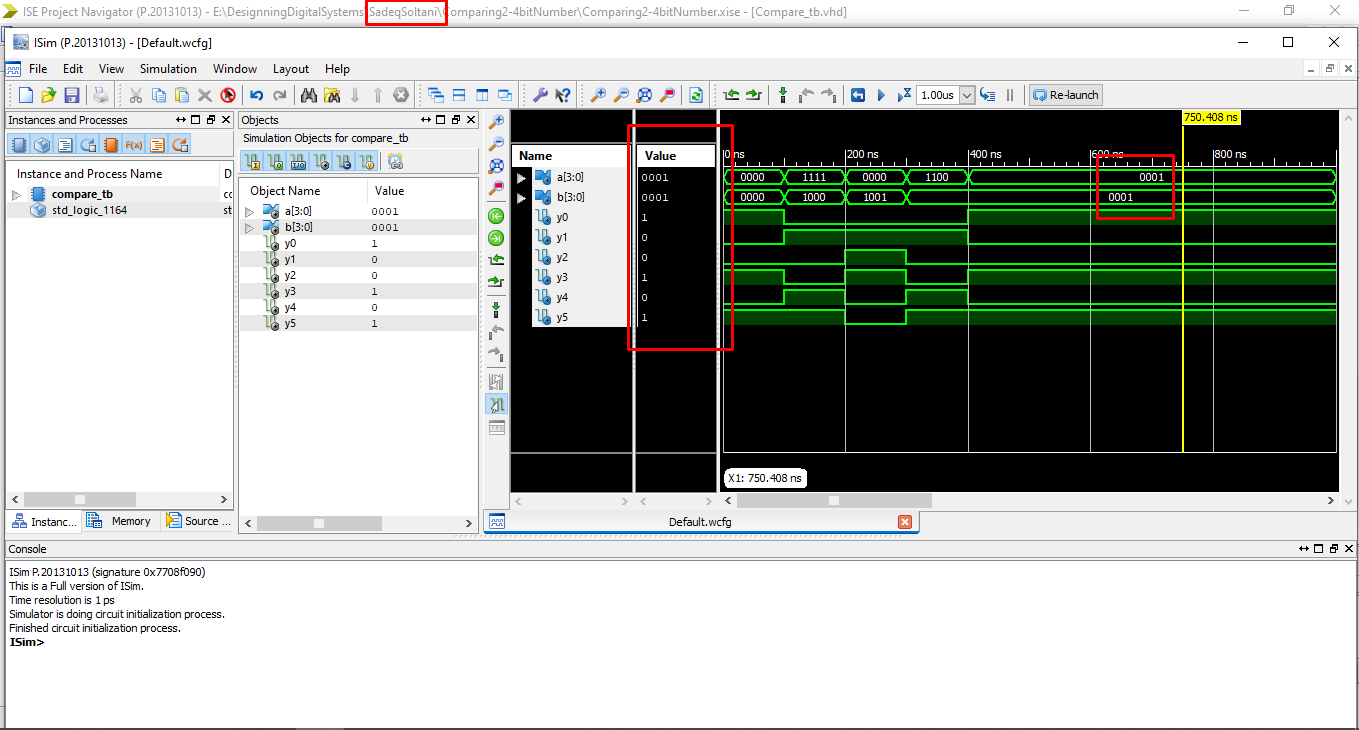 ISE Project Navigator (P.20131013) - E:\DesignningDigitalSystems\SadeqSoltani\Comparing2-4bitNumber\Comparing2-4bitNumber.xise - [Compare_tb.vhd]
ISim (P.20131013) - [Default.wcfg]
File Edit View Simulation Window Layout Help
1.00us Re-launch
Instances and Processes
Instance and Process Name D
compare_tb cc
std_logic_1164 st
Instanc... Memory Source ...
Objects
Simulation Objects for compare_tb
Object Name Value
a[3:0] 0001
b[3:0] 0001
y0 1
y1 0
y2 0
y3 1
y4 0
y5 1
750.408 ns
Name Value 0 ns 200 ns 400 ns 600 ns 800 ns
a[3:0] 0001 0000 1111 0000 1100 0001
b[3:0] 0001 0000 1000 1001 0001
y0 1
y1 0
y2 0
y3 1
y4 0
y5 1
X1: 750.408 ns
Default.wcfg
Console
ISim P.20131013 (signature 0x7708f090)
This is a Full version of ISim.
Time resolution is 1 ps
Simulator is doing circuit initialization process.
Finished circuit initialization process.
ISim>